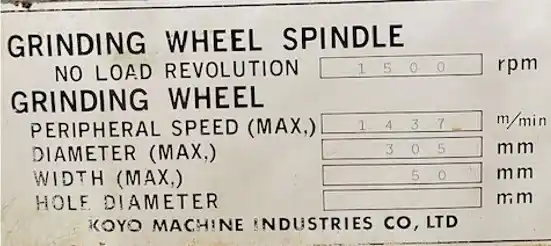 GRINDING WHEEL SPINDLE
NO LOAD REVOLUTION 1500 rpm
GRINDING WHEEL
PERIPHERAL SPEED (MAX,) 1437 m/min
DIAMETER (MAX,) 305 mm
WIDTH (MAX,) 50 mm
HOLE DIAMETER mm
KOYO MACHINE INDUSTRIES CO, LTD